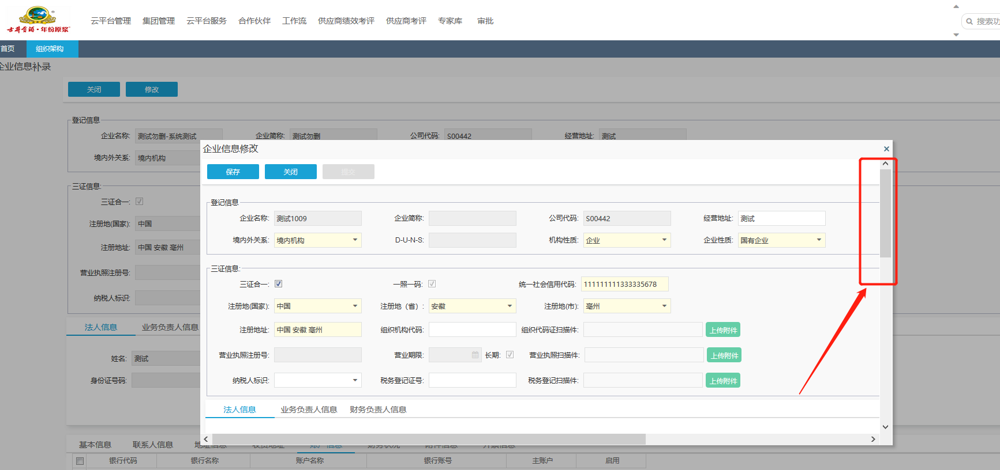 古井贡酒·年份原浆
云平台管理 集团管理 云平台服务 合作伙伴 工作流 供应商绩效考评 供应商考评 专家库 审批
搜索功
首页 组织架构
企业信息补录
关闭 修改
登记信息
企业名称: 测试勿删-系统测试 企业简称: 测试勿删 公司代码: S00442 经营地址: 测试
境内外关系: 境内机构
三证信息:
三证合一:
注册地(国家): 中国
注册地址: 中国 安徽 亳州
营业执照注册号:
纳税人标识:
法人信息 业务负责人信息
姓名: 测试
身份证号码:
企业信息修改
保存 关闭 提交
登记信息
企业名称: 测试1009 企业简称: 公司代码: S00442 经营地址: 测试
境内外关系: 境内机构 D-U-N-S: 机构性质: 企业 企业性质: 国有企业
三证信息:
三证合一: 一照一码: 统一社会信用代码: 111111111333335678
注册地(国家): 中国 注册地（省）: 安徽 注册地(市): 亳州
注册地址: 中国 安徽 亳州 组织机构代码: 组织代码证扫描件: 上传附件
营业执照注册号: 营业期限: 长期: 营业执照扫描件: 上传附件
纳税人标识: 税务登记证号: 税务登记扫描件: 上传附件
法人信息 业务负责人信息 财务负责人信息
基本信息 联系人信息 地址信息 收货地址 账户信息 财务状况 附件信息 开票信息
银行代码 银行名称 账户名称 银行账号 主账户 启用